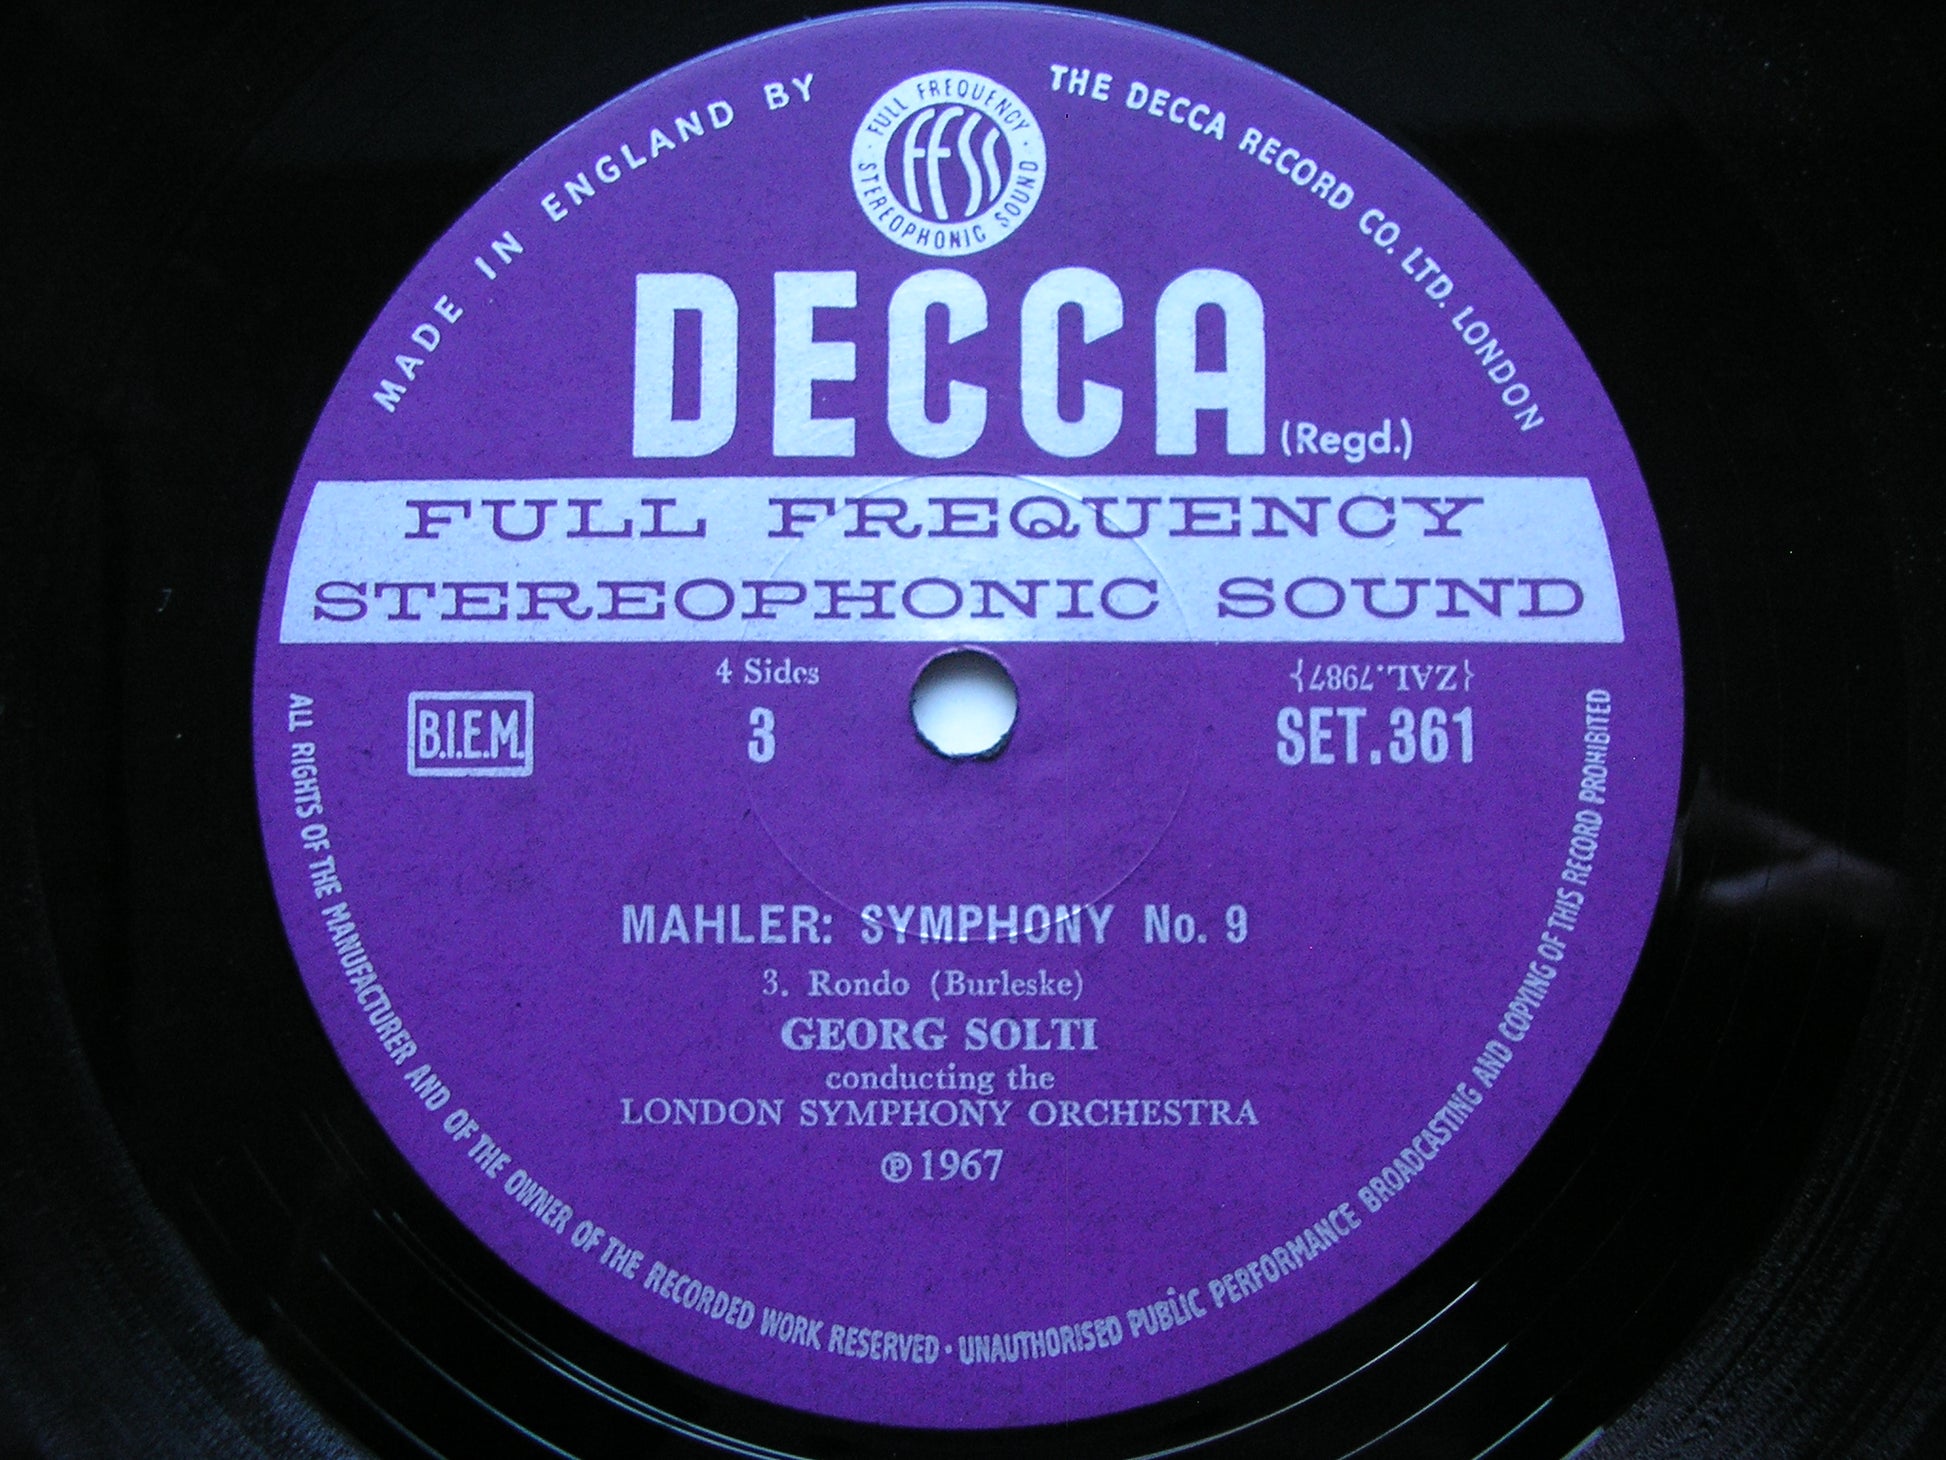 MADE IN ENGLAND BY
THE DECCA RECORD CO. LTD. LONDON
FULL FREQUENCY
FFSS
STEREOPHONIC SOUND
DECCA (Regd.)
FULL FREQUENCY
STEREOPHONIC SOUND
4 Sides
{ZAL.7987}
B.I.E.M.
3
SET.361
MAHLER: SYMPHONY No. 9
3. Rondo (Burleske)
GEORG SOLTI
conducting the
LONDON SYMPHONY ORCHESTRA
℗1967
ALL RIGHTS OF THE MANUFACTURER AND OF THE OWNER OF THE RECORDED WORK RESERVED · UNAUTHORISED PUBLIC PERFORMANCE BROADCASTING AND COPYING OF THIS RECORD PROHIBITED